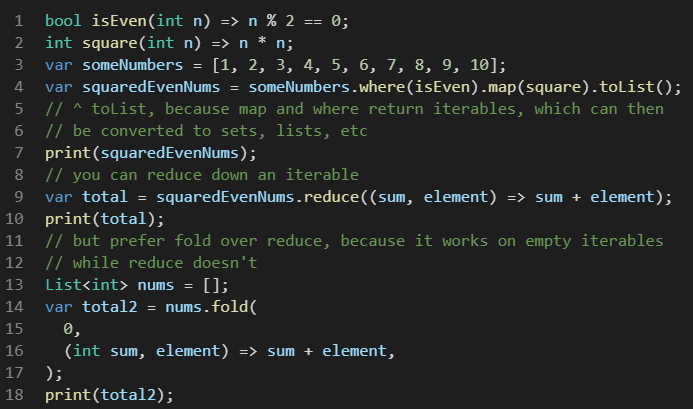 1 bool isEven(int n) => n % 2 == 0;
2 int square(int n) => n * n;
3 var someNumbers = [1, 2, 3, 4, 5, 6, 7, 8, 9, 10];
4 var squaredEvenNums = someNumbers.where(isEven).map(square).toList();
5 // ^ toList, because map and where return iterables, which can then
6 // be converted to sets, lists, etc
7 print(squaredEvenNums);
8 // you can reduce down an iterable
9 var total = squaredEvenNums.reduce((sum, element) => sum + element);
10 print(total);
11 // but prefer fold over reduce, because it works on empty iterables
12 // while reduce doesn't
13 List<int> nums = [];
14 var total2 = nums.fold(
15   0,
16   (int sum, element) => sum + element,
17 );
18 print(total2);